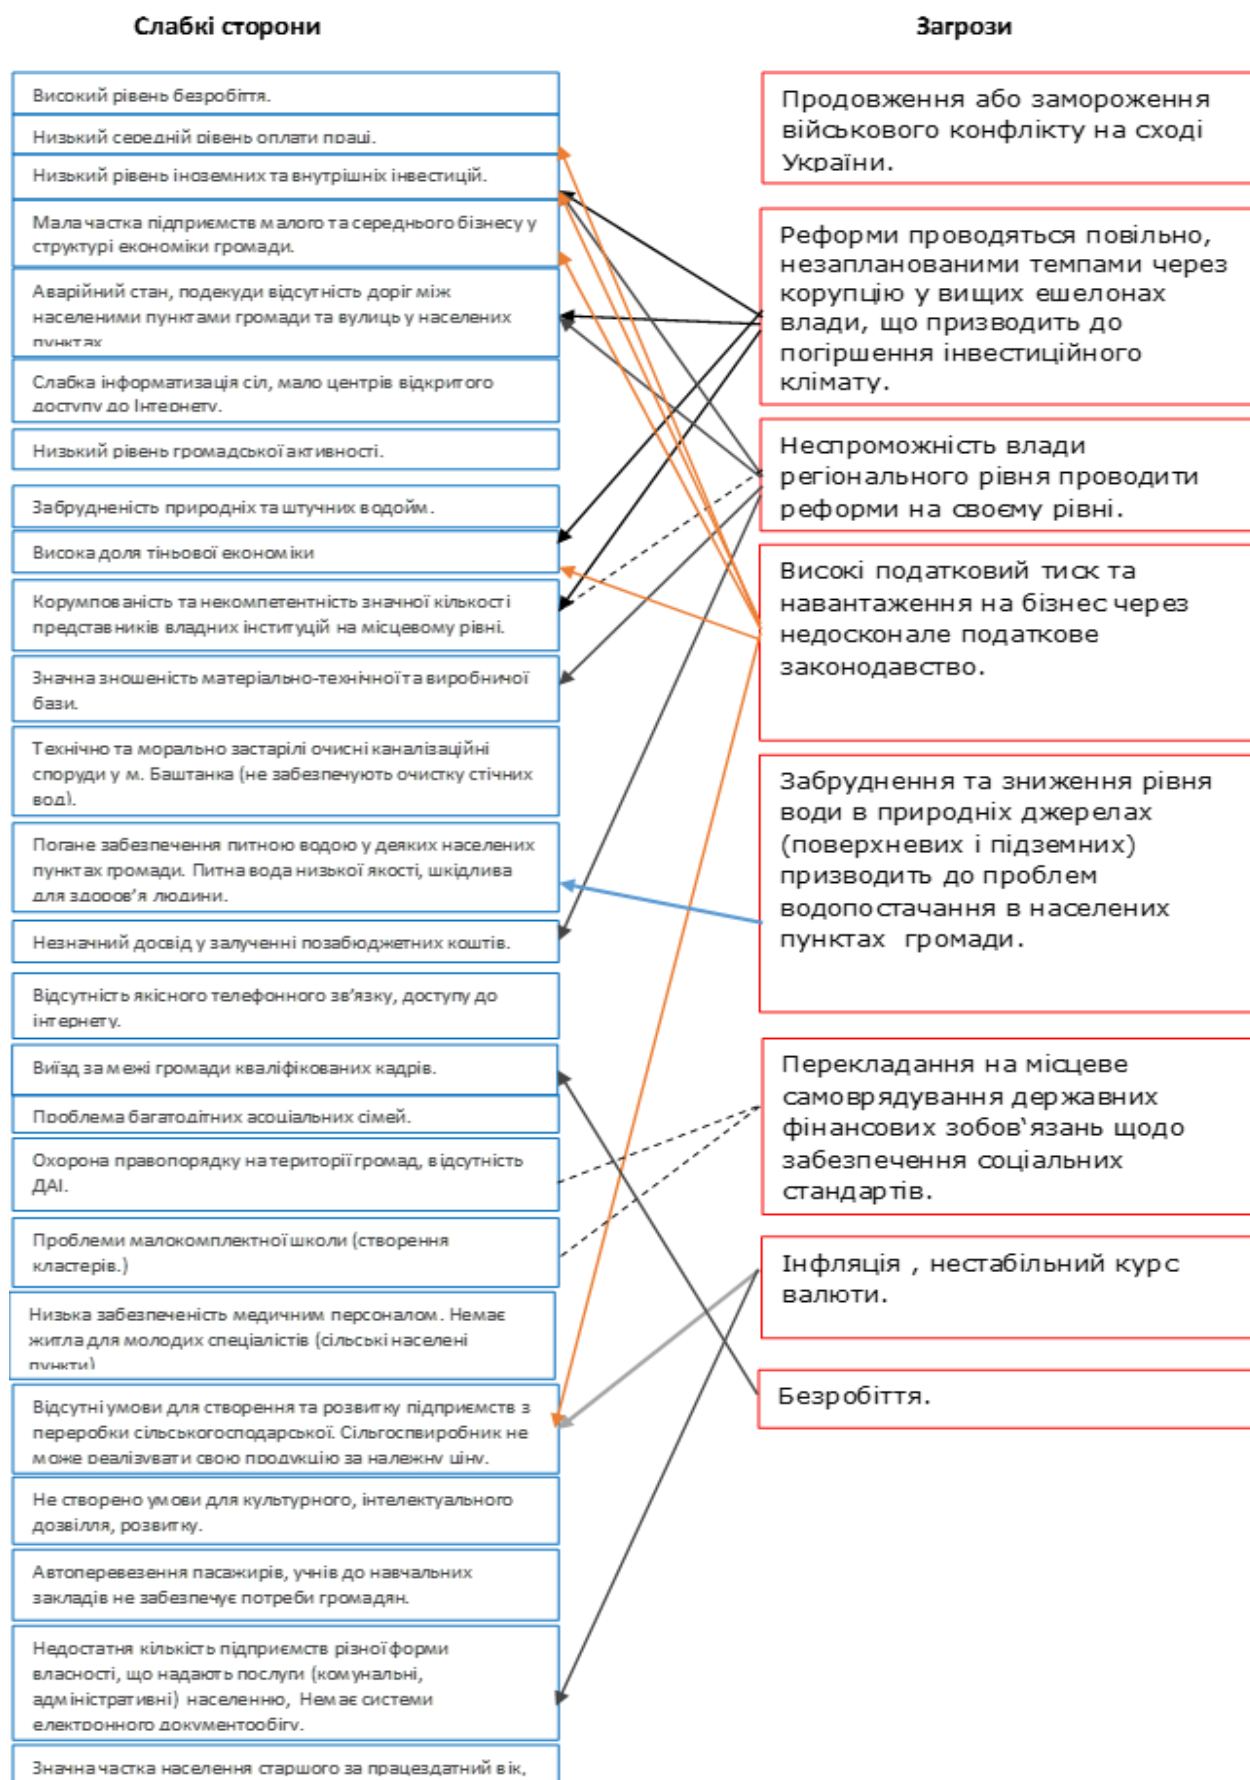 Слабкі сторони
Високий рівень безробіття.
Низький середній рівень оплати праці.
Низький рівень іноземних та внутрішніх інвестицій.
Мала частка підприємств малого та середнього бізнесу у
структурі економіки громади.
Аварійний стан, подекуди відсутність доріг між
населеними пунктами громади та вулиць у населених
пунктах
Слабка інформатизація сіл, мало центрів відкритого
доступу до Інтернету.
Низький рівень громадської активності.
Забрудненість природніх та штучних водойм.
Висока доля тіньової економіки
Корумпованість та некомпетентність значної кількості
представників владних інституцій на місцевому рівні.
Значна зношеність матеріально-технічної та виробничої
бази.
Технічно та морально застарілі очисні каналізаційні
споруди у м. Баштанка (не забезпечують очистку стічних
вод).
Погане забезпечення питною водою у деяких населених
пунктах громади. Питна вода низької якості, шкідлива
для здоров’я людини.
Незначний досвід у залученні позабюджетних коштів.
Відсутність якісного телефонного зв’язку, доступу до
інтернету.
Виїзд за межі громади кваліфікованих кадрів.
Проблема багатодітних асоціальних сімей.
Охорона правопорядку на території громад, відсутність
ДАІ.
Проблеми малокомплектної школи (створення
кластерів.)
Низька забезпеченість медичним персоналом. Немає
житла для молодих спеціалістів (сільські населені
пункти)
Відсутні умови для створення та розвитку підприємств з
переробки сільськогосподарської. Сільгоспвиробник не
може реалізувати свою продукцію за належну ціну.
Не створено умови для культурного, інтелектуального
дозвілля, розвитку.
Автоперевезення пасажирів, учнів до навчальних
закладів не забезпечує потреби громадян.
Недостатня кількість підприємств різної форми
власності, що надають послуги (комунальні,
адміністративні) населенню, Немає системи
електронного документообігу.
Значна частка населення старшого за працездатний вік,
Загрози
Продовження або замороження
військового конфлікту на сході
України.
Реформи проводяться повільно,
незапланованими темпами через
корупцію у вищих ешелонах
влади, що призводить до
погіршення інвестиційного
клімату.
Неспроможність влади
регіонального рівня проводити
реформи на своєму рівні.
Високі податковий тиск та
навантаження на бізнес через
недосконале податкове
законодавство.
Забруднення та зниження рівня
води в природніх джерелах
(поверхневих і підземних)
призводить до проблем
водопостачання в населених
пунктах громади.
Перекладання на місцеве
самоврядування державних
фінансових зобов‘язань щодо
забезпечення соціальних
стандартів.
Інфляція , нестабільний курс
валюти.
Безробіття.